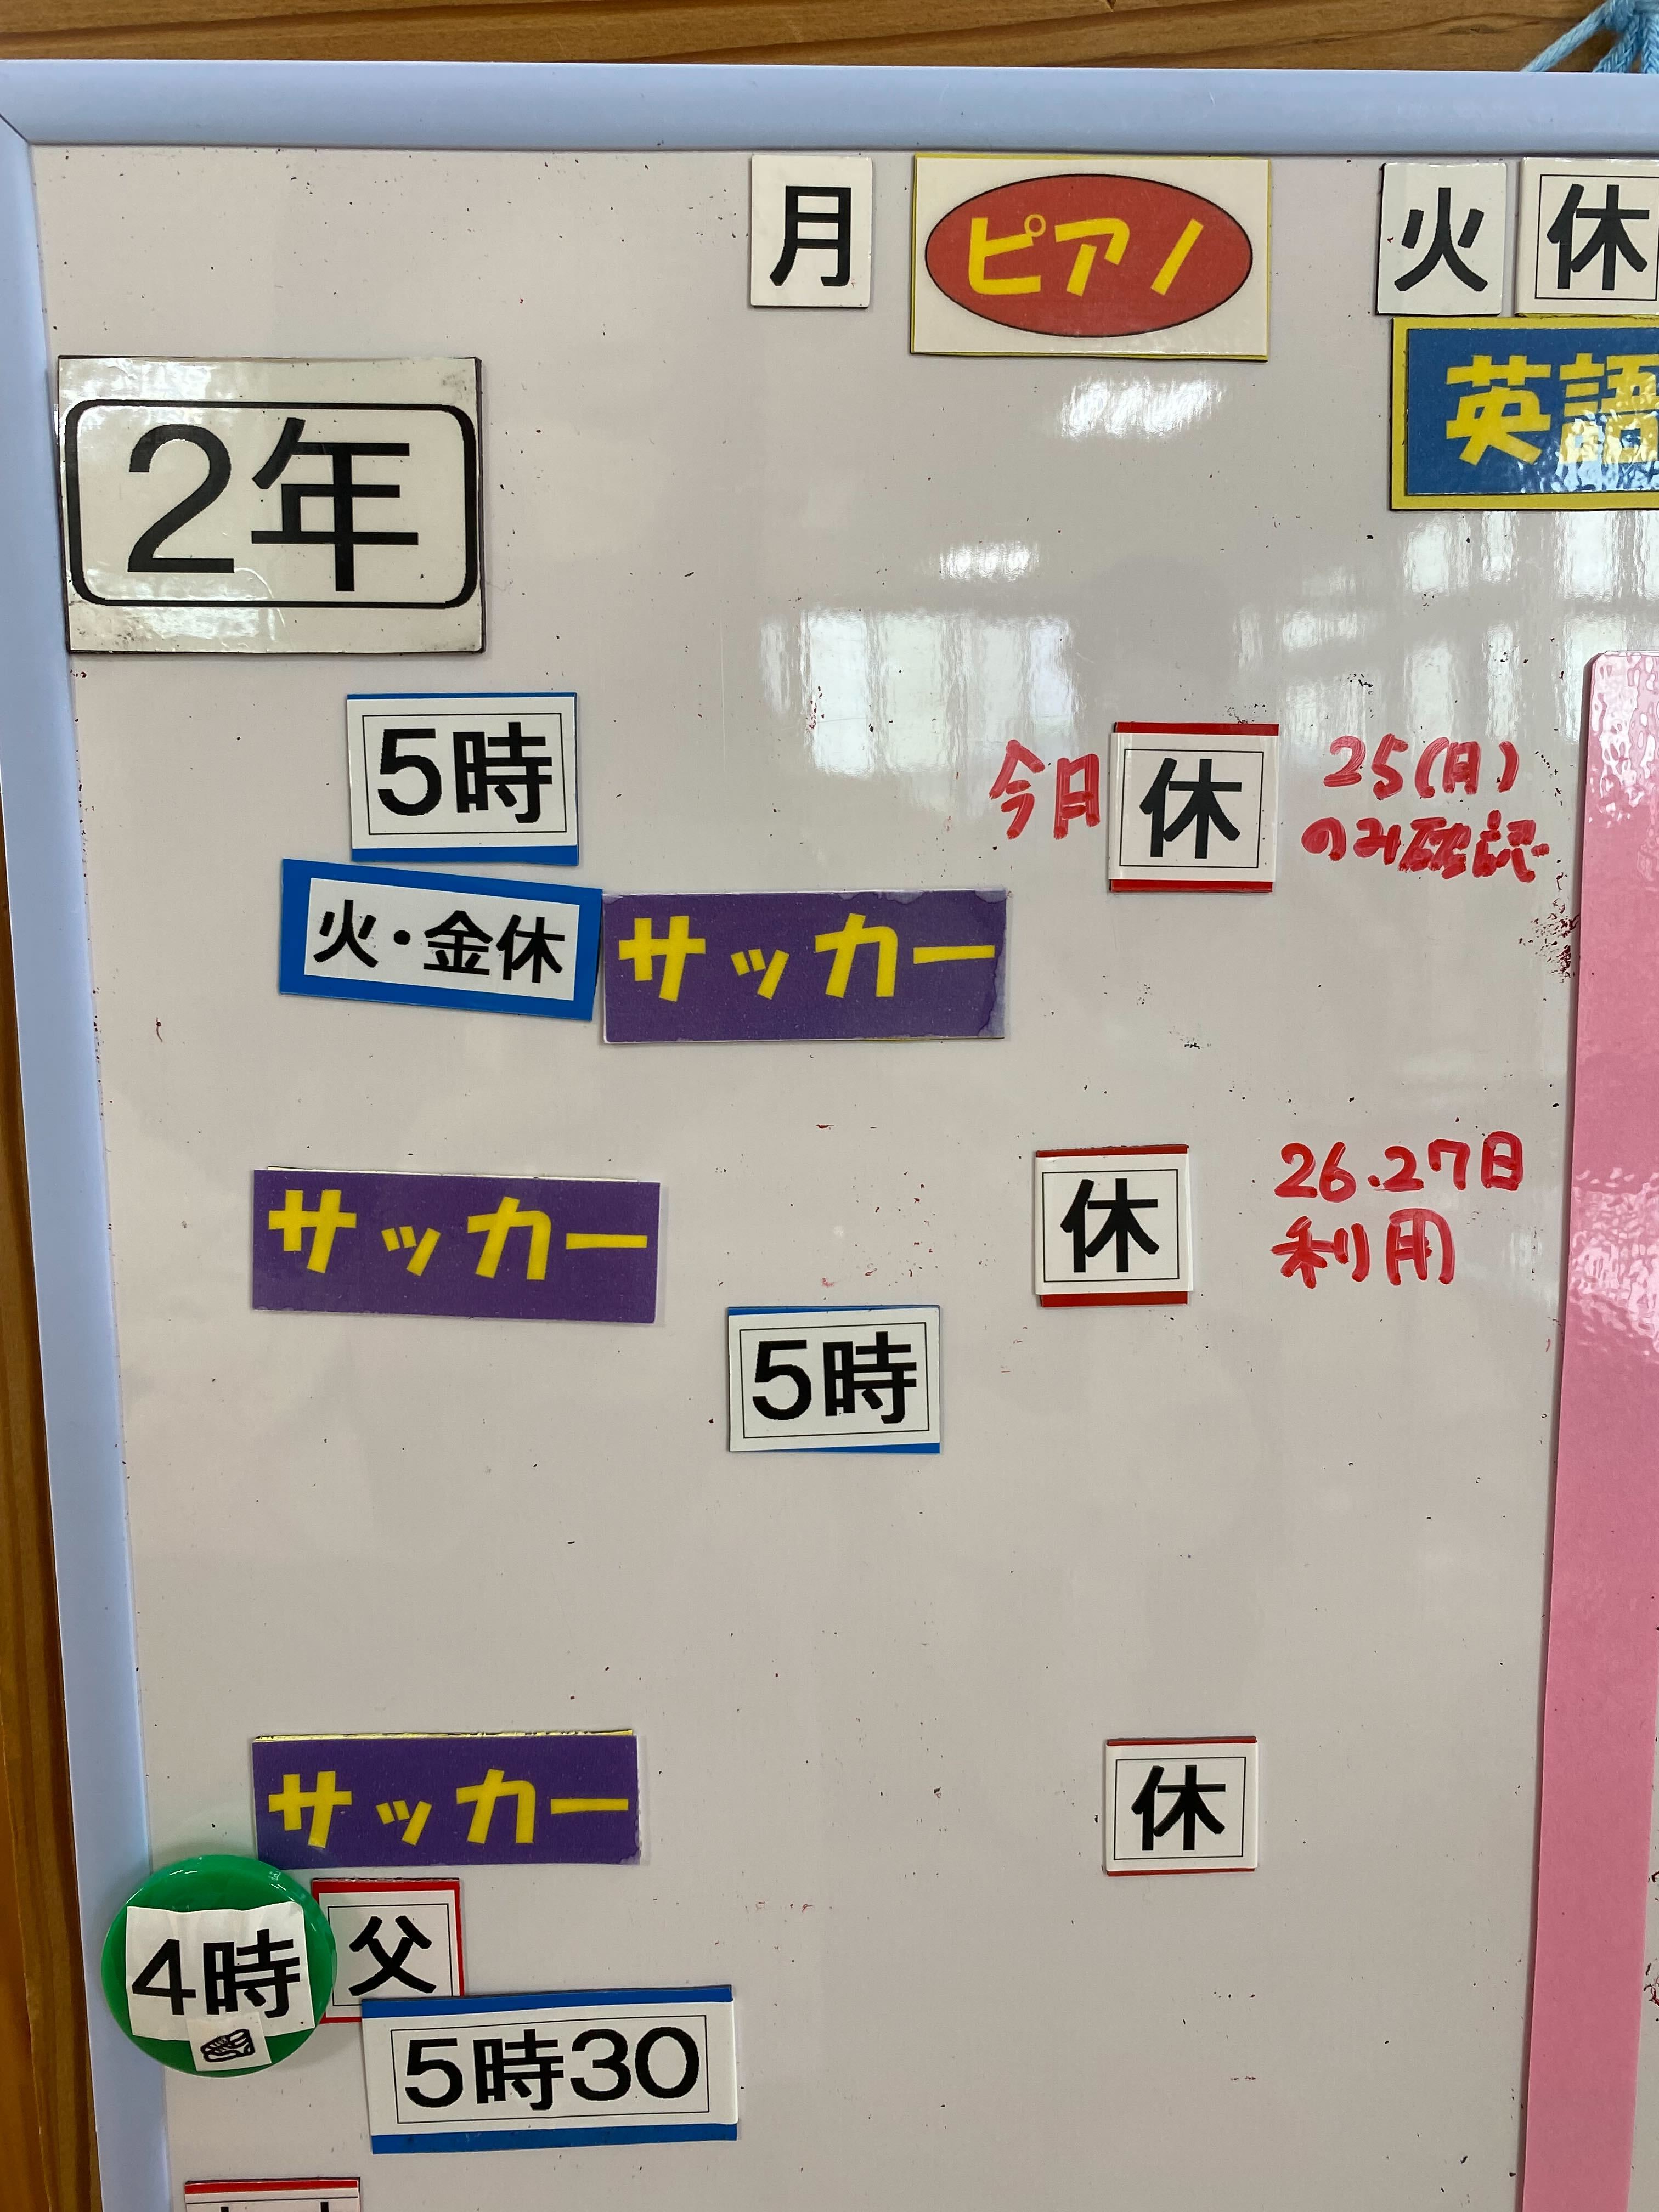 月 ピアノ 火 休
英語
2年
5時 今日 休 25(月)
のみ確認
火・金休 サッカー
サッカー 休 26.27日
利用
5時
サッカー 休
4時 父
5時30